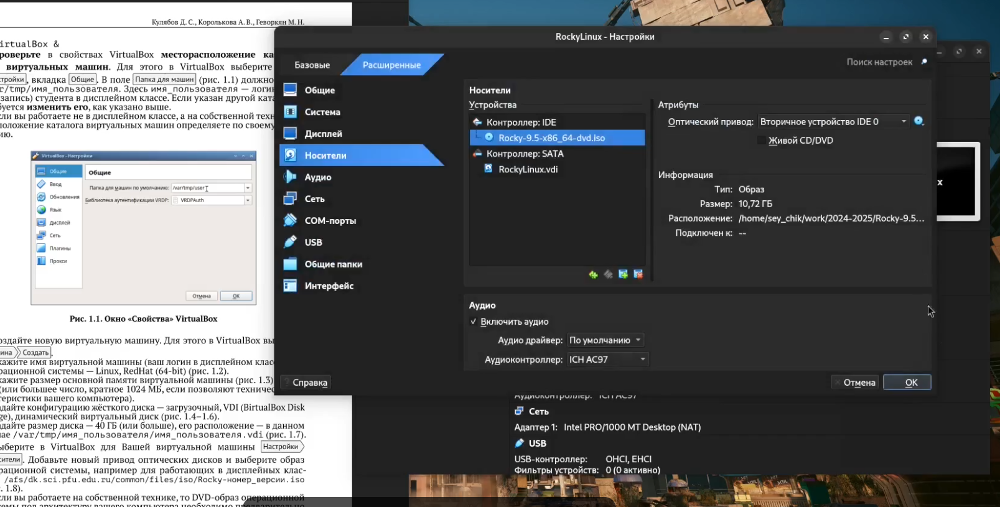 Кулябов Д. С., Королькова А. В., Геворкян М. Н.
irtualBox &
роверьте в свойствах VirtualBox месторасположение ка
виртуальных машин. Для этого в VirtualBox выберите
тройки, вкладка Общие. В поле Папка для машин (рис. 1.1) должно
r/tmp/имя_пользователя. Здесь имя_пользователя — логин
запись) студента в дисплейном классе. Если указан другой ката
буется изменить его, как указано выше.
сли вы работаете не в дисплейном классе, а на собственной техн
положение каталога виртуальных машин определяете по своему
ию.
VirtualBox - Настройки
Общие
Ввод
Обновления
Язык
Дисплей
Сеть
Плагины
Прокси
Общие
Папка для машин по умолчанию: /var/tmp/user
Библиотека аутентификации VRDP: VRDPAuth
Отмена
OK
Рис. 1.1. Окно «Свойства» VirtualBox
оздайте новую виртуальную машину. Для этого в VirtualBox вы
ина Создать.
кажите имя виртуальной машины (ваш логин в дисплейном клас
рационной системы — Linux, RedHat (64-bit) (рис. 1.2).
кажите размер основной памяти виртуальной машины (рис. 1.3)
(или большее число, кратное 1024 МБ, если позволяют техничес
теристики вашего компьютера).
адайте конфигурацию жёсткого диска — загрузочный, VDI (BirtualBox Disk
ge), динамический виртуальный диск (рис. 1.4–1.6).
адайте размер диска — 40 ГБ (или больше), его расположение — в данном
ае /var/tmp/имя_пользователя/имя_пользователя.vdi (рис. 1.7).
ыберите в VirtualBox для Вашей виртуальной машины Настройки
сители. Добавьте новый привод оптических дисков и выберите образ
рационной системы, например для работающих в дисплейных клас-
/afs/dk.sci.pfu.edu.ru/common/files/iso/Rocky-номер_версии.iso
. 1.8).
сли вы работаете на собственной технике, то DVD-образ операционной
RockyLinux - Настройки
Базовые
Расширенные
Поиск настроек
Общие
Система
Дисплей
Носители
Аудио
Сеть
COM-порты
USB
Общие папки
Интерфейс
Носители
Устройства
Контроллер: IDE
Rocky-9.5-x86_64-dvd.iso
Контроллер: SATA
RockyLinux.vdi
Атрибуты
Оптический привод: Вторичное устройство IDE 0
Живой CD/DVD
Информация
Тип: Образ
Размер: 10,72 ГБ
Расположение: /home/sey_chik/work/2024-2025/Rocky-9.5...
Подключен к: --
Аудио
Включить аудио
Аудио драйвер: По умолчанию
Аудиоконтроллер: ICH AC97
Справка
Отмена
OK
x
Аудиоконтроллер: ICH AC97
Сеть
Адаптер 1: Intel PRO/1000 MT Desktop (NAT)
USB
USB-контроллер: OHCI, EHCI
Фильтры устройств: 0 (0 активно)